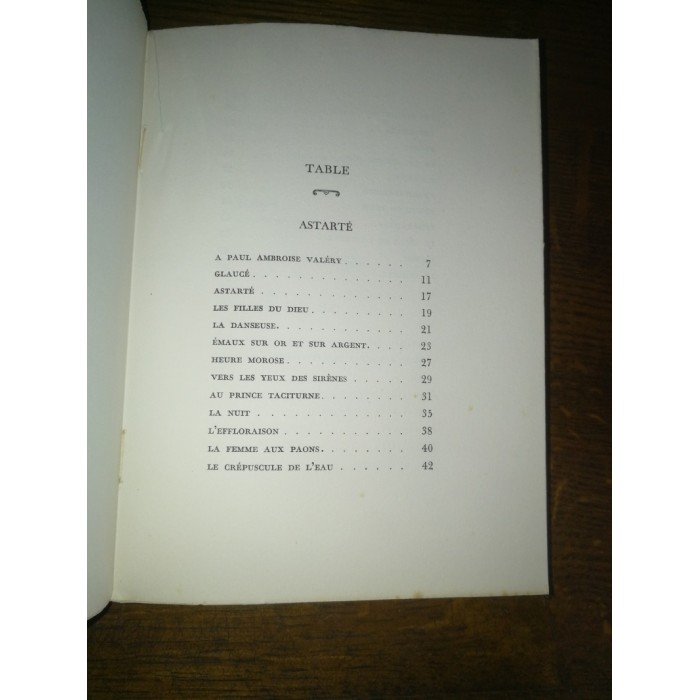 TABLE
ASTARTÉ
A PAUL AMBROISE VALÉRY . . . . . . 7
GLAUCÉ . . . . . . . . . . . . . . 11
ASTARTÉ . . . . . . . . . . . . . 17
LES FILLES DU DIEU . . . . . . . . . 19
LA DANSEUSE. . . . . . . . . . . . 21
ÉMAUX SUR OR ET SUR ARGENT. . . . 23
HEURE MOROSE . . . . . . . . . . . 27
VERS LES YEUX DES SIRÈNES . . . . . 29
AU PRINCE TACITURNE. . . . . . . . 31
LA NUIT . . . . . . . . . . . . . 35
L'EFFLORAISON . . . . . . . . . . . 38
LA FEMME AUX PAONS. . . . . . . . 40
LE CRÉPUSCULE DE L'EAU . . . . . . 42